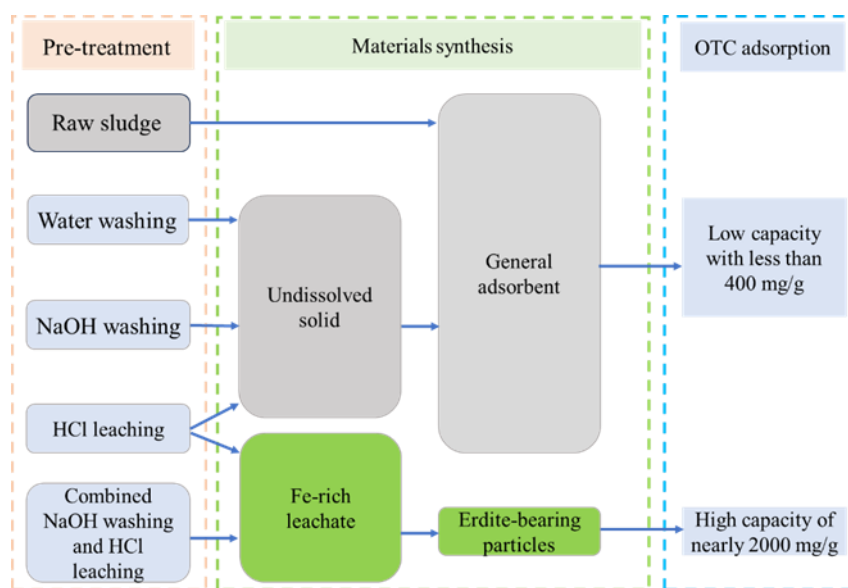 Pre-treatment
Materials synthesis
OTC adsorption
Raw sludge
Water washing
NaOH washing
HCl leaching
Combined
NaOH washing
and HCl
leaching
Undissolved
solid
Fe-rich
leachate
General
adsorbent
Erdite-bearing
particles
Low capacity
with less than
400 mg/g
High capacity of
nearly 2000 mg/g